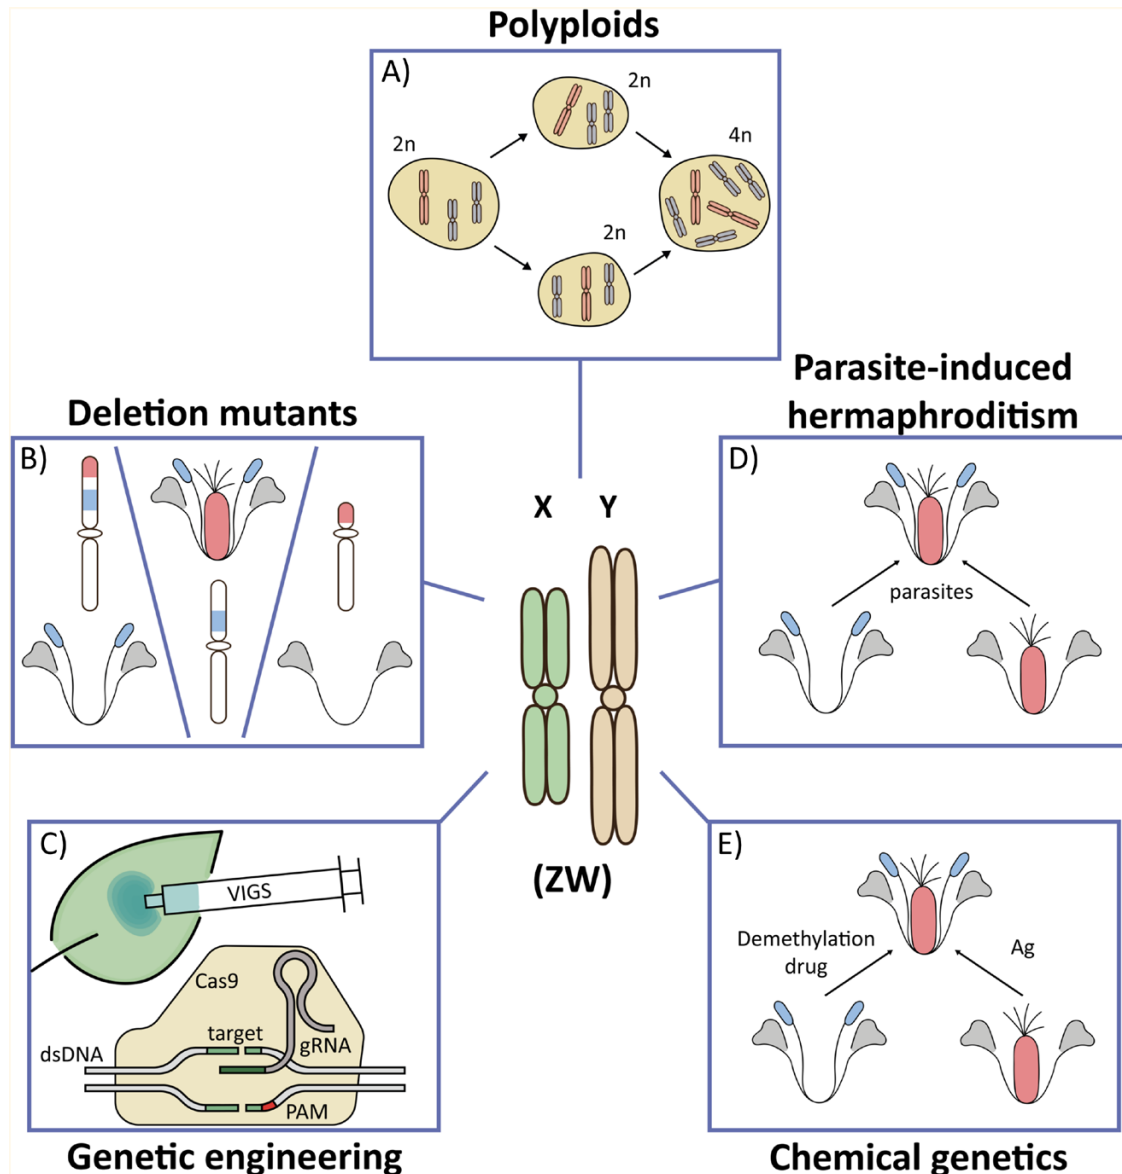 Polyploids
A)
2n
2n
4n
2n
Deletion mutants
B)
Parasite-induced
hermaphroditism
D)
parasites
X Y
(ZW)
C)
VIGS
Cas9
target
gRNA
dsDNA
PAM
Genetic engineering
E)
Demethylation
drug
Ag
Chemical genetics